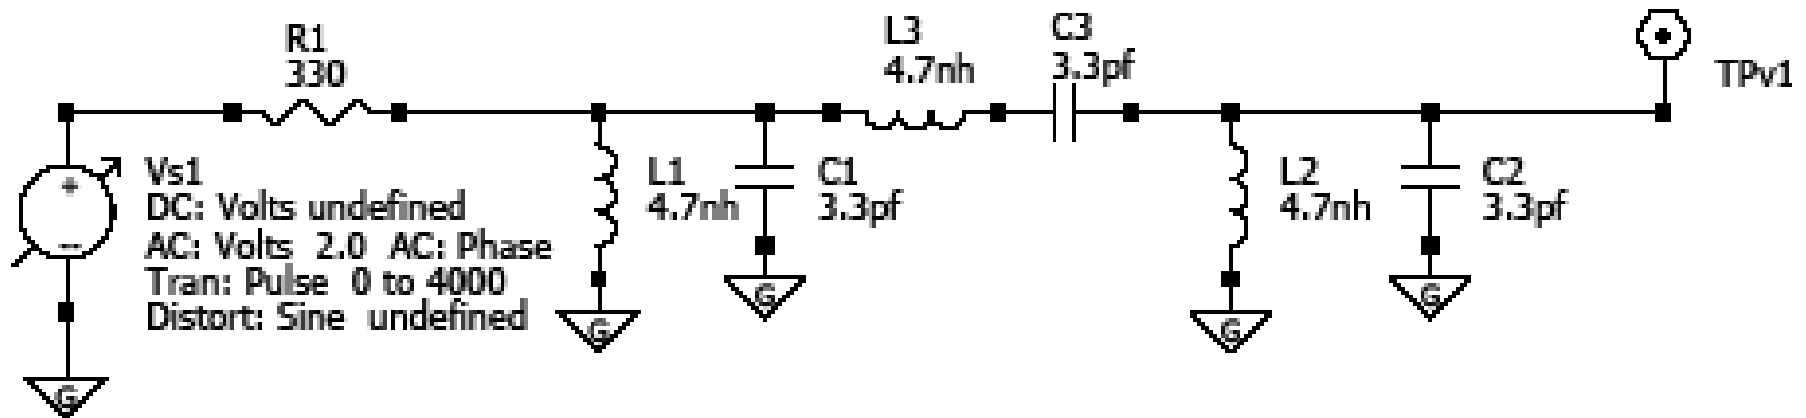 R1
330
L3
4.7nh
C3
3.3pf
TPv1
Vs1
DC: Volts undefined
AC: Volts 2.0 AC: Phase
Tran: Pulse 0 to 4000
Distort: Sine undefined
L1
4.7nh
C1
3.3pf
L2
4.7nh
C2
3.3pf
G
G
G
G
G